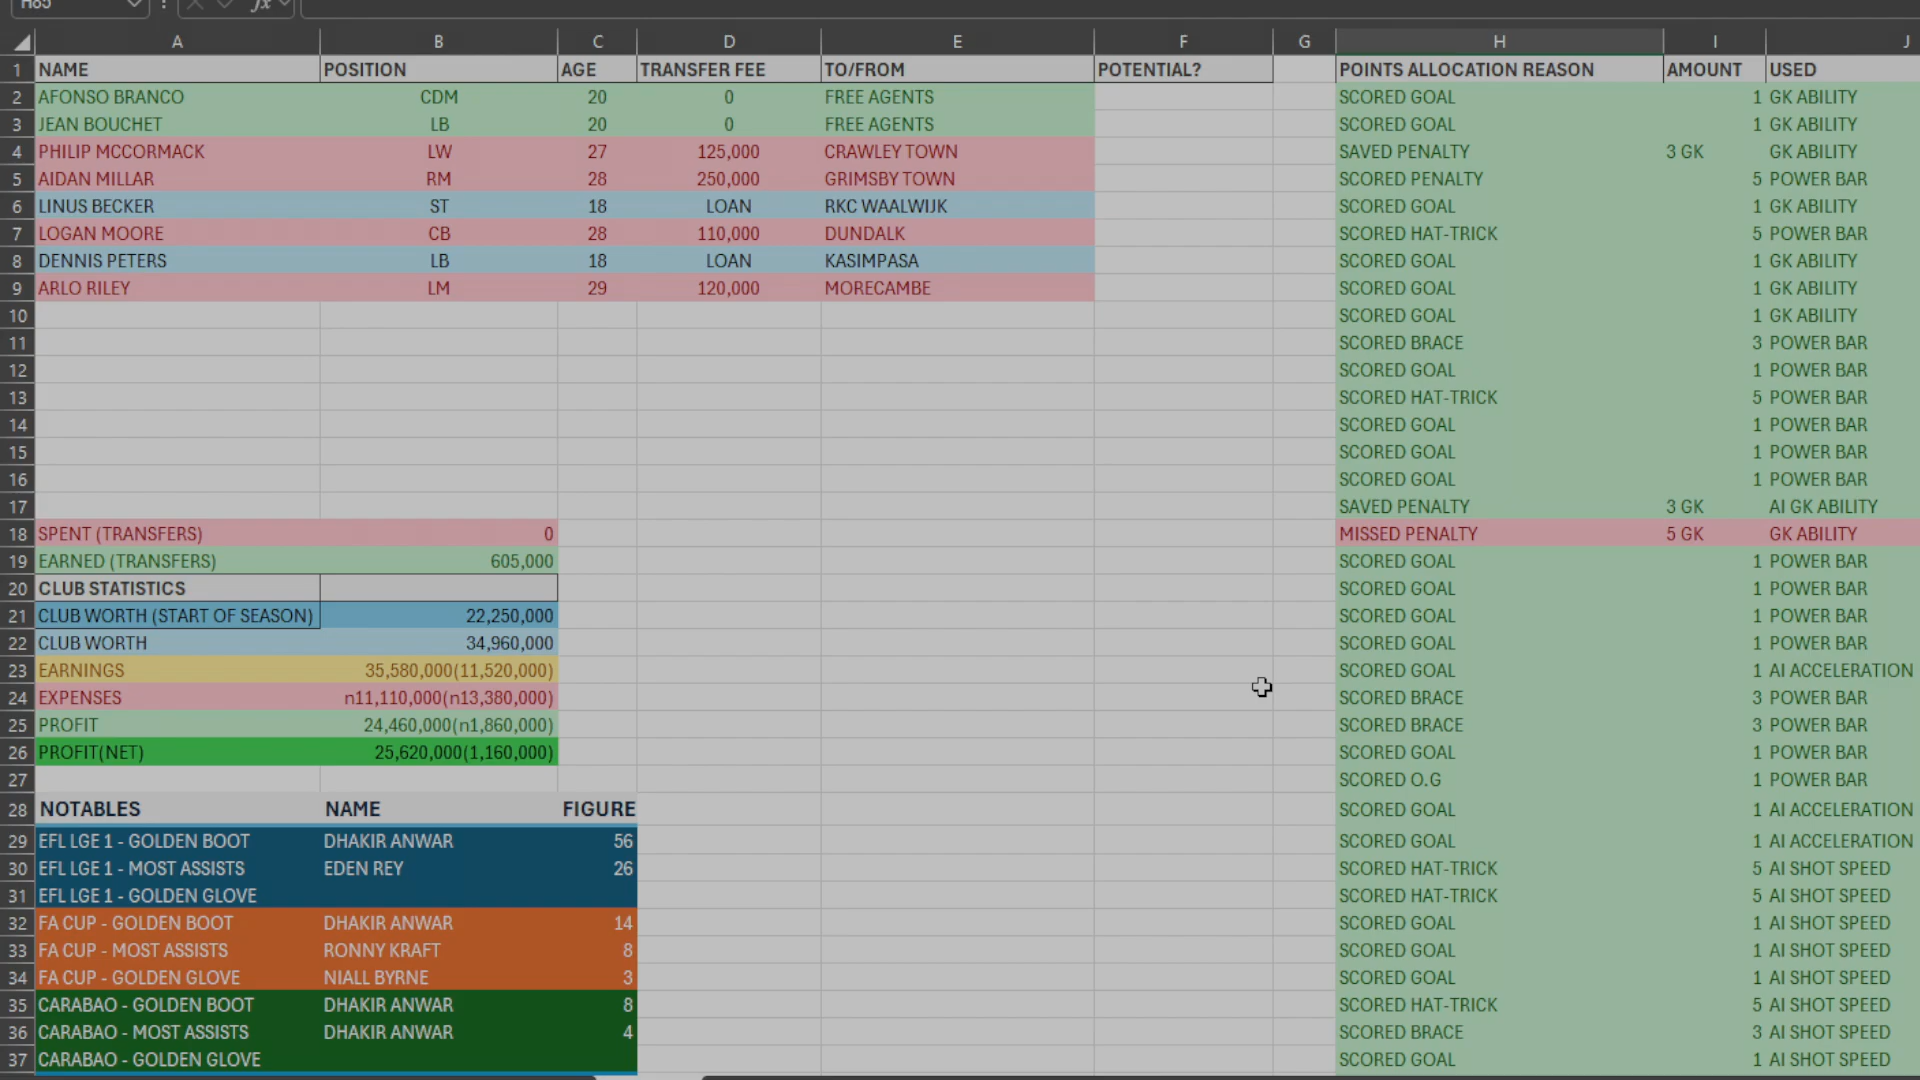 H85 fx
A B C D E F G H I J
1 NAME POSITION AGE TRANSFER FEE TO/FROM POTENTIAL? POINTS ALLOCATION REASON AMOUNT USED
2 AFONSO BRANCO CDM 20 0 FREE AGENTS SCORED GOAL 1 GK ABILITY
3 JEAN BOUCHET LB 20 0 FREE AGENTS SCORED GOAL 1 GK ABILITY
4 PHILIP MCCORMACK LW 27 125,000 CRAWLEY TOWN SAVED PENALTY 3 GK GK ABILITY
5 AIDAN MILLAR RM 28 250,000 GRIMSBY TOWN SCORED PENALTY 5 POWER BAR
6 LINUS BECKER ST 18 LOAN RKC WAALWIJK SCORED GOAL 1 GK ABILITY
7 LOGAN MOORE CB 28 110,000 DUNDALK SCORED HAT-TRICK 5 POWER BAR
8 DENNIS PETERS LB 18 LOAN KASIMPASA SCORED GOAL 1 GK ABILITY
9 ARLO RILEY LM 29 120,000 MORECAMBE SCORED GOAL 1 GK ABILITY
10 SCORED GOAL 1 GK ABILITY
11 SCORED BRACE 3 POWER BAR
12 SCORED GOAL 1 POWER BAR
13 SCORED HAT-TRICK 5 POWER BAR
14 SCORED GOAL 1 POWER BAR
15 SCORED GOAL 1 POWER BAR
16 SCORED GOAL 1 POWER BAR
17 SAVED PENALTY 3 GK AI GK ABILITY
18 SPENT (TRANSFERS) 0 MISSED PENALTY 5 GK GK ABILITY
19 EARNED (TRANSFERS) 605,000 SCORED GOAL 1 POWER BAR
20 CLUB STATISTICS SCORED GOAL 1 POWER BAR
21 CLUB WORTH (START OF SEASON) 22,250,000 SCORED GOAL 1 POWER BAR
22 CLUB WORTH 34,960,000 SCORED GOAL 1 POWER BAR
23 EARNINGS 35,580,000(11,520,000) SCORED GOAL 1 AI ACCELERATION
24 EXPENSES n11,110,000(n13,380,000) SCORED BRACE 3 POWER BAR
25 PROFIT 24,460,000(n1,860,000) SCORED BRACE 3 POWER BAR
26 PROFIT(NET) 25,620,000(1,160,000) SCORED GOAL 1 POWER BAR
27 SCORED O.G 1 POWER BAR
28 NOTABLES NAME FIGURE SCORED GOAL 1 AI ACCELERATION
29 EFL LGE 1 - GOLDEN BOOT DHAKIR ANWAR 56 SCORED GOAL 1 AI ACCELERATION
30 EFL LGE 1 - MOST ASSISTS EDEN REY 26 SCORED HAT-TRICK 5 AI SHOT SPEED
31 EFL LGE 1 - GOLDEN GLOVE SCORED HAT-TRICK 5 AI SHOT SPEED
32 FA CUP - GOLDEN BOOT DHAKIR ANWAR 14 SCORED GOAL 1 AI SHOT SPEED
33 FA CUP - MOST ASSISTS RONNY KRAFT 8 SCORED GOAL 1 AI SHOT SPEED
34 FA CUP - GOLDEN GLOVE NIALL BYRNE 3 SCORED GOAL 1 AI SHOT SPEED
35 CARABAO - GOLDEN BOOT DHAKIR ANWAR 8 SCORED HAT-TRICK 5 AI SHOT SPEED
36 CARABAO - MOST ASSISTS DHAKIR ANWAR 4 SCORED BRACE 3 AI SHOT SPEED
37 CARABAO - GOLDEN GLOVE SCORED GOAL 1 AI SHOT SPEED